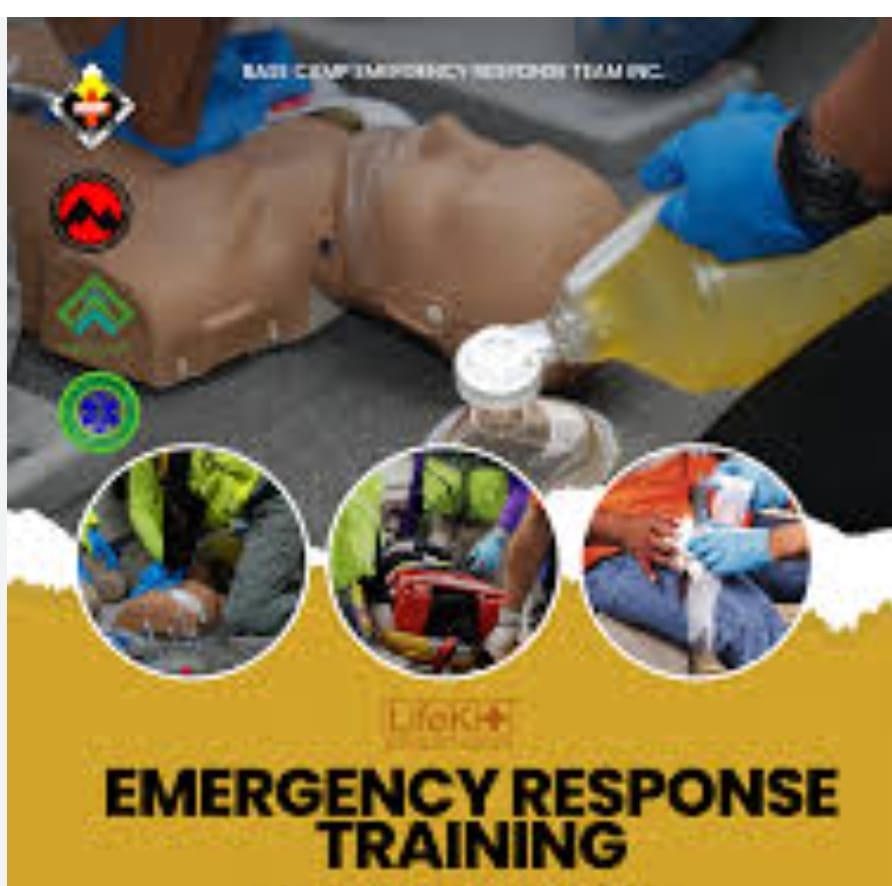 BASE CAMP EMERGENCY RESPONSE TEAM INC.
LifeKit
EMERGENCY RESPONSE
TRAINING